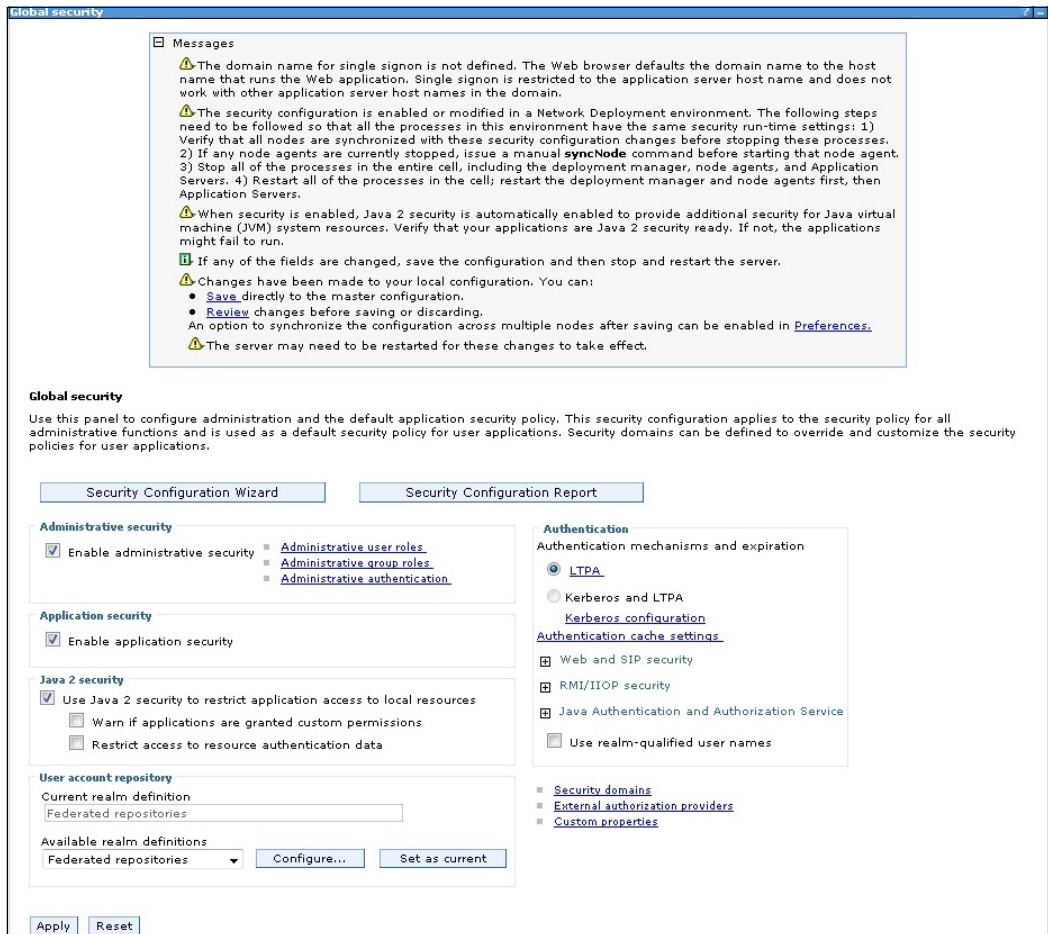 Global security
? –
Messages
The domain name for single signon is not defined. The Web browser defaults the domain name to the host
name that runs the Web application. Single signon is restricted to the application server host name and does not
work with other application server host names in the domain.
The security configuration is enabled or modified in a Network Deployment environment. The following steps
need to be followed so that all the processes in this environment have the same security run-time settings: 1)
Verify that all nodes are synchronized with these security configuration changes before stopping these processes.
2) If any node agents are currently stopped, issue a manual syncNode command before starting that node agent.
3) Stop all of the processes in the entire cell, including the deployment manager, node agents, and Application
Servers. 4) Restart all of the processes in the cell; restart the deployment manager and node agents first, then
Application Servers.
When security is enabled, Java 2 security is automatically enabled to provide additional security for Java virtual
machine (JVM) system resources. Verify that your applications are Java 2 security ready. If not, the applications
might fail to run.
If any of the fields are changed, save the configuration and then stop and restart the server.
Changes have been made to your local configuration. You can:
• Save directly to the master configuration.
• Review changes before saving or discarding.
An option to synchronize the configuration across multiple nodes after saving can be enabled in Preferences.
The server may need to be restarted for these changes to take effect.
Global security
Use this panel to configure administration and the default application security policy. This security configuration applies to the security policy for all
administrative functions and is used as a default security policy for user applications. Security domains can be defined to override and customize the security
policies for user applications.
Security Configuration Wizard
Security Configuration Report
Administrative security
Enable administrative security
Administrative user roles
Administrative group roles
Administrative authentication
Application security
Enable application security
Java 2 security
Use Java 2 security to restrict application access to local resources
Warn if applications are granted custom permissions
Restrict access to resource authentication data
User account repository
Current realm definition
Federated repositories
Available realm definitions
Federated repositories
Configure...
Set as current
Authentication
Authentication mechanisms and expiration
LTPA
Kerberos and LTPA
Kerberos configuration
Authentication cache settings
Web and SIP security
RMI/IIOP security
Java Authentication and Authorization Service
Use realm-qualified user names
Security domains
External authorization providers
Custom properties
Apply
Reset